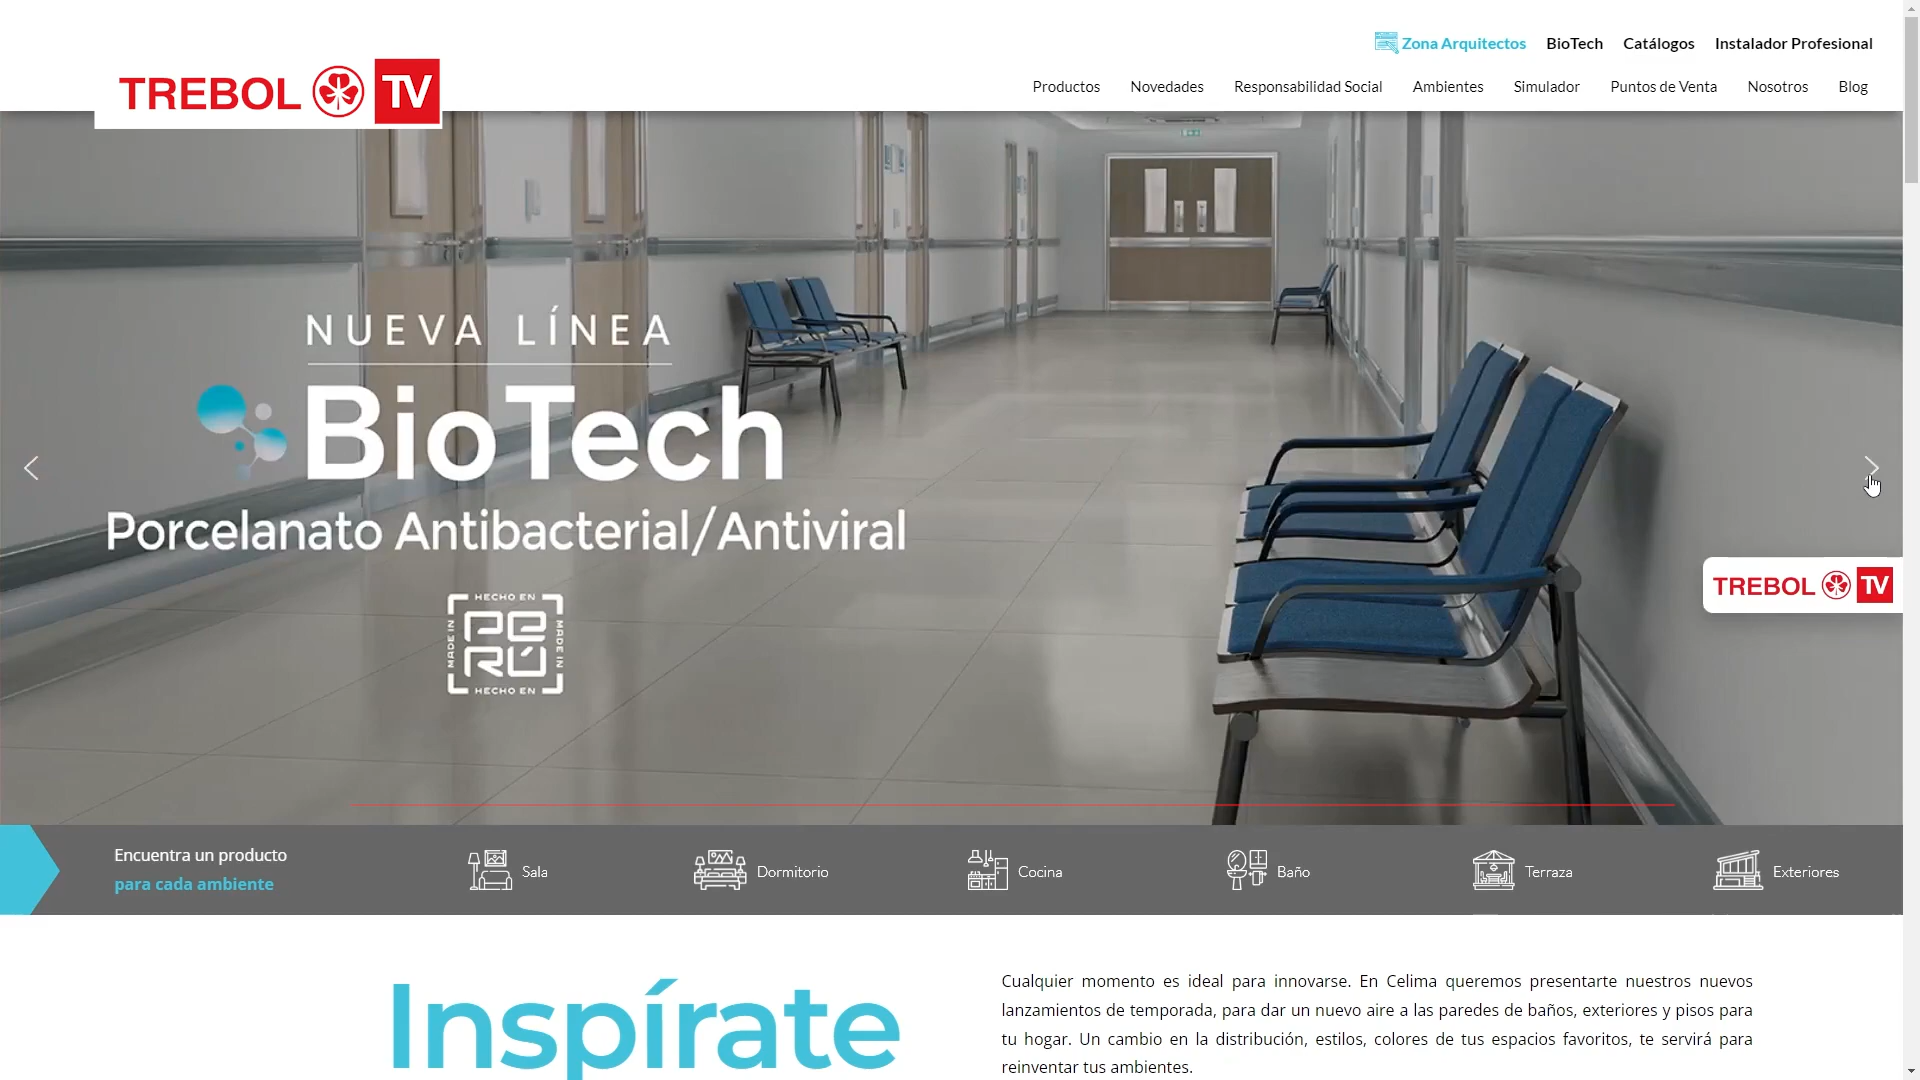 Zona Arquitectos BioTech Catálogos Instalador Profesional
TREBOL TV
Productos Novedades Responsabilidad Social Ambientes Simulador Puntos de Venta Nosotros Blog
NUEVA LÍNEA
BioTech
Porcelanato Antibacterial/Antiviral
HECHO EN
MADE IN
PERÚ
MADE IN
HECHO EN
TREBOL TV
Encuentra un producto
para cada ambiente
Sala Dormitorio Cocina Baño Terraza Exteriores
Inspírate
Cualquier momento es ideal para innovarse. En Celima queremos presentarte nuestros nuevos
lanzamientos de temporada, para dar un nuevo aire a las paredes de baños, exteriores y pisos para
tu hogar. Un cambio en la distribución, estilos, colores de tus espacios favoritos, te servirá para
reinventar tus ambientes.